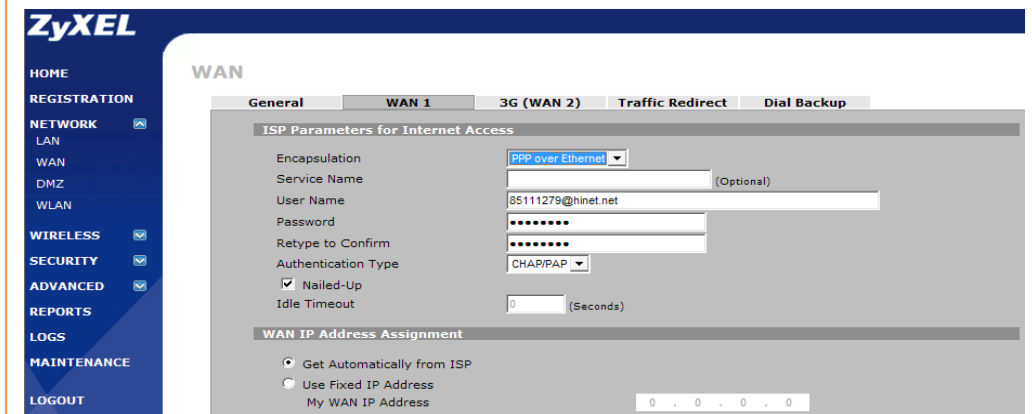 ZyXEL
HOME
REGISTRATION
NETWORK
LAN
WAN
DMZ
WLAN
WIRELESS
SECURITY
ADVANCED
REPORTS
LOGS
MAINTENANCE
LOGOUT
WAN
General WAN 1 3G (WAN 2) Traffic Redirect Dial Backup
ISP Parameters for Internet Access
Encapsulation PPP over Ethernet
Service Name (Optional)
User Name 85111279@hinet.net
Password ••••••••
Retype to Confirm ••••••••
Authentication Type CHAP/PAP
Nailed-Up
Idle Timeout 0 (Seconds)
WAN IP Address Assignment
Get Automatically from ISP
Use Fixed IP Address
My WAN IP Address 0 . 0 . 0 . 0